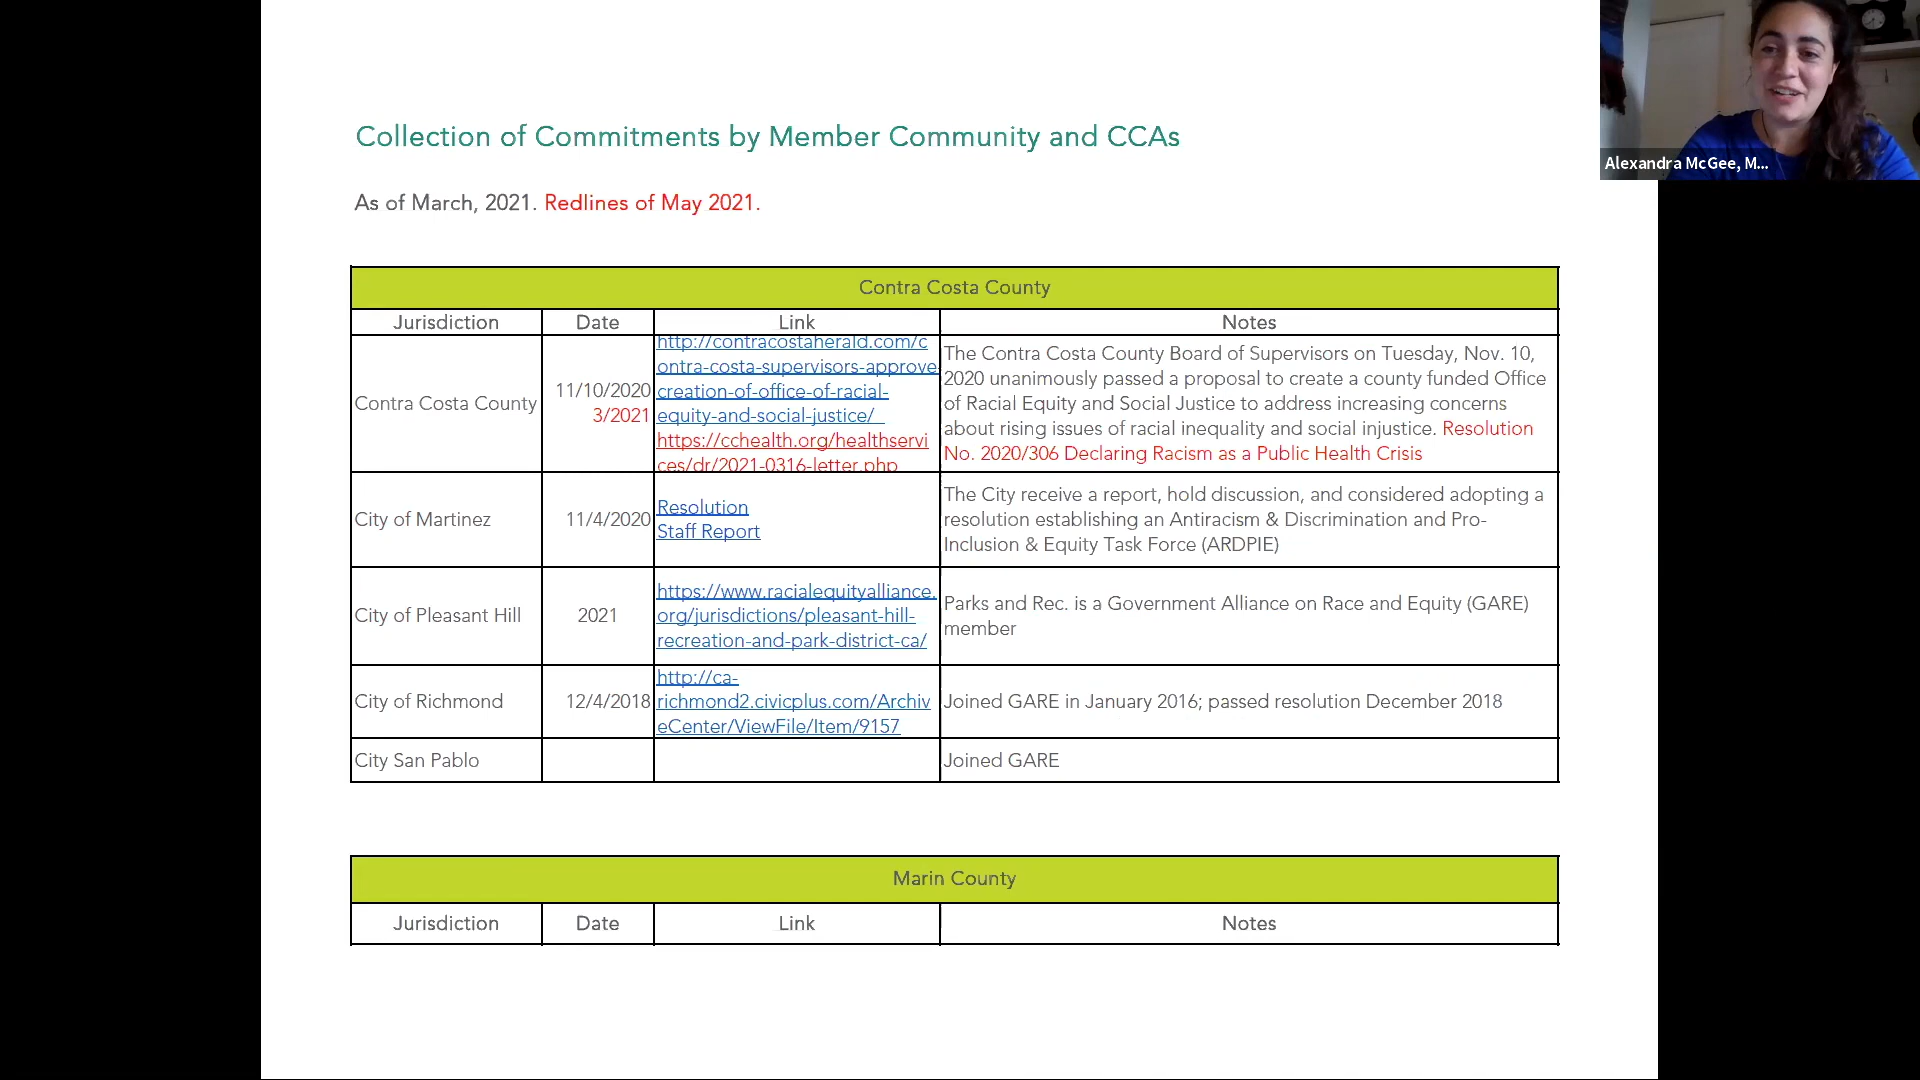 Alexandra McGee, M...
Collection of Commitments by Member Community and CCAs
As of March, 2021. Redlines of May 2021.
Contra Costa County
Jurisdiction Date Link Notes
Contra Costa County
11/10/2020
3/2021
http://contracostaherald.com/c
ontra-costa-supervisors-approve
creation-of-office-of-racial-
equity-and-social-justice/
https://cchealth.org/healthservi
ces/dr/2021-0316-letter.php
The Contra Costa County Board of Supervisors on Tuesday, Nov. 10,
2020 unanimously passed a proposal to create a county funded Office
of Racial Equity and Social Justice to address increasing concerns
about rising issues of racial inequality and social injustice. Resolution
No. 2020/306 Declaring Racism as a Public Health Crisis
City of Martinez
11/4/2020
Resolution
Staff Report
The City receive a report, hold discussion, and considered adopting a
resolution establishing an Antiracism & Discrimination and Pro-
Inclusion & Equity Task Force (ARDPIE)
City of Pleasant Hill
2021
https://www.racialequityalliance.
org/jurisdictions/pleasant-hill-
recreation-and-park-district-ca/
Parks and Rec. is a Government Alliance on Race and Equity (GARE)
member
City of Richmond
12/4/2018
http://ca-
richmond2.civicplus.com/Archiv
eCenter/ViewFile/Item/9157
Joined GARE in January 2016; passed resolution December 2018
City San Pablo
Joined GARE
Marin County
Jurisdiction Date Link Notes